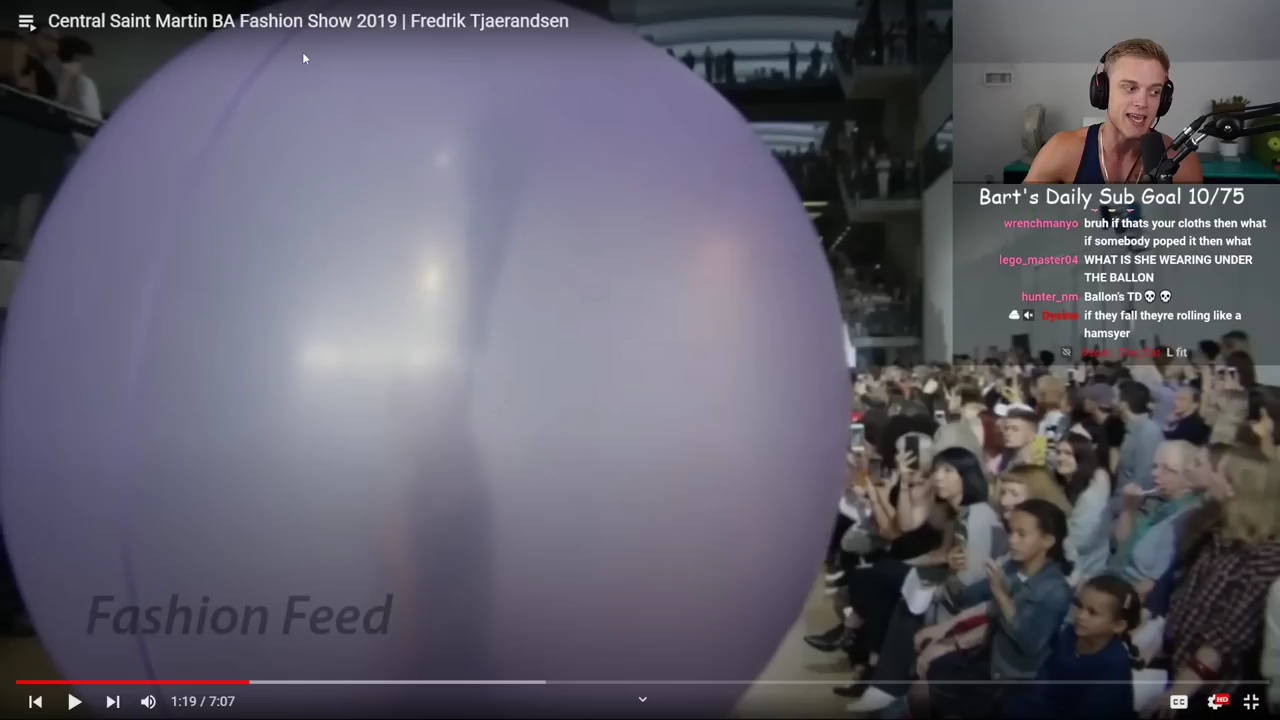 Central Saint Martin BA Fashion Show 2019 | Fredrik Tjaerandsen
Bart's Daily Sub Goal 10/75
wrenchmanyo bruh if thats your cloths then what
if somebody poped it then what
lego_master04 WHAT IS SHE WEARING UNDER
THE BALLON
hunter_nm Ballon's TD💀 💀
if they fall theyre rolling like a
hamsyer
L fit
Fashion Feed
1:19 / 7:07
CC
HD